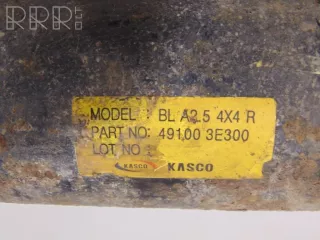 RRR
MODEL : BL A2.5 4X4 R
PART NO: 49100 3E300
LOT NO :
KASCO KASCO